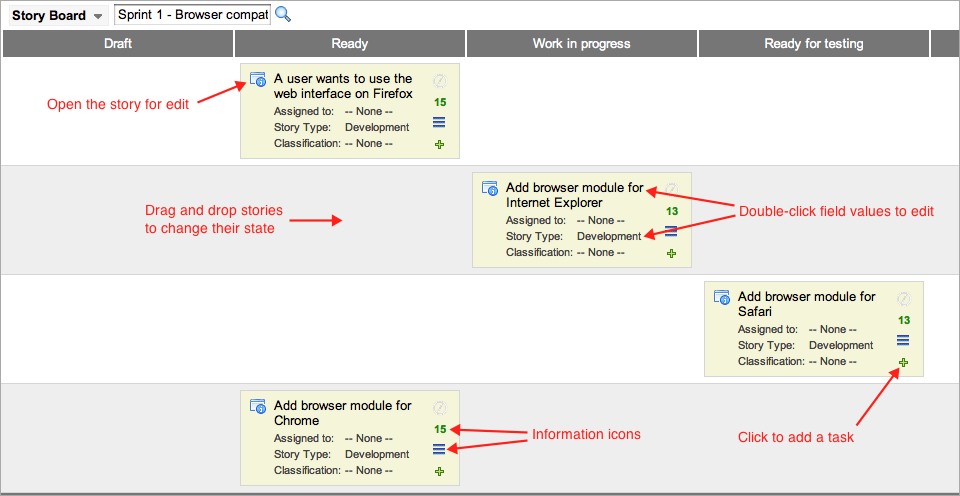 Story Board
Sprint 1 - Browser compat
Draft
Ready
Work in progress
Ready for testing
Open the story for edit
A user wants to use the
web interface on Firefox
15
Assigned to: -- None --
Story Type: Development
Classification: -- None --
Drag and drop stories
to change their state
Add browser module for
Internet Explorer
13
Assigned to: -- None --
Story Type: Development
Classification: -- None --
Double-click field values to edit
Add browser module for
Safari
13
Assigned to: -- None --
Story Type: Development
Classification: -- None --
Click to add a task
Add browser module for
Chrome
15
Assigned to: -- None --
Story Type: Development
Classification: -- None --
Information icons